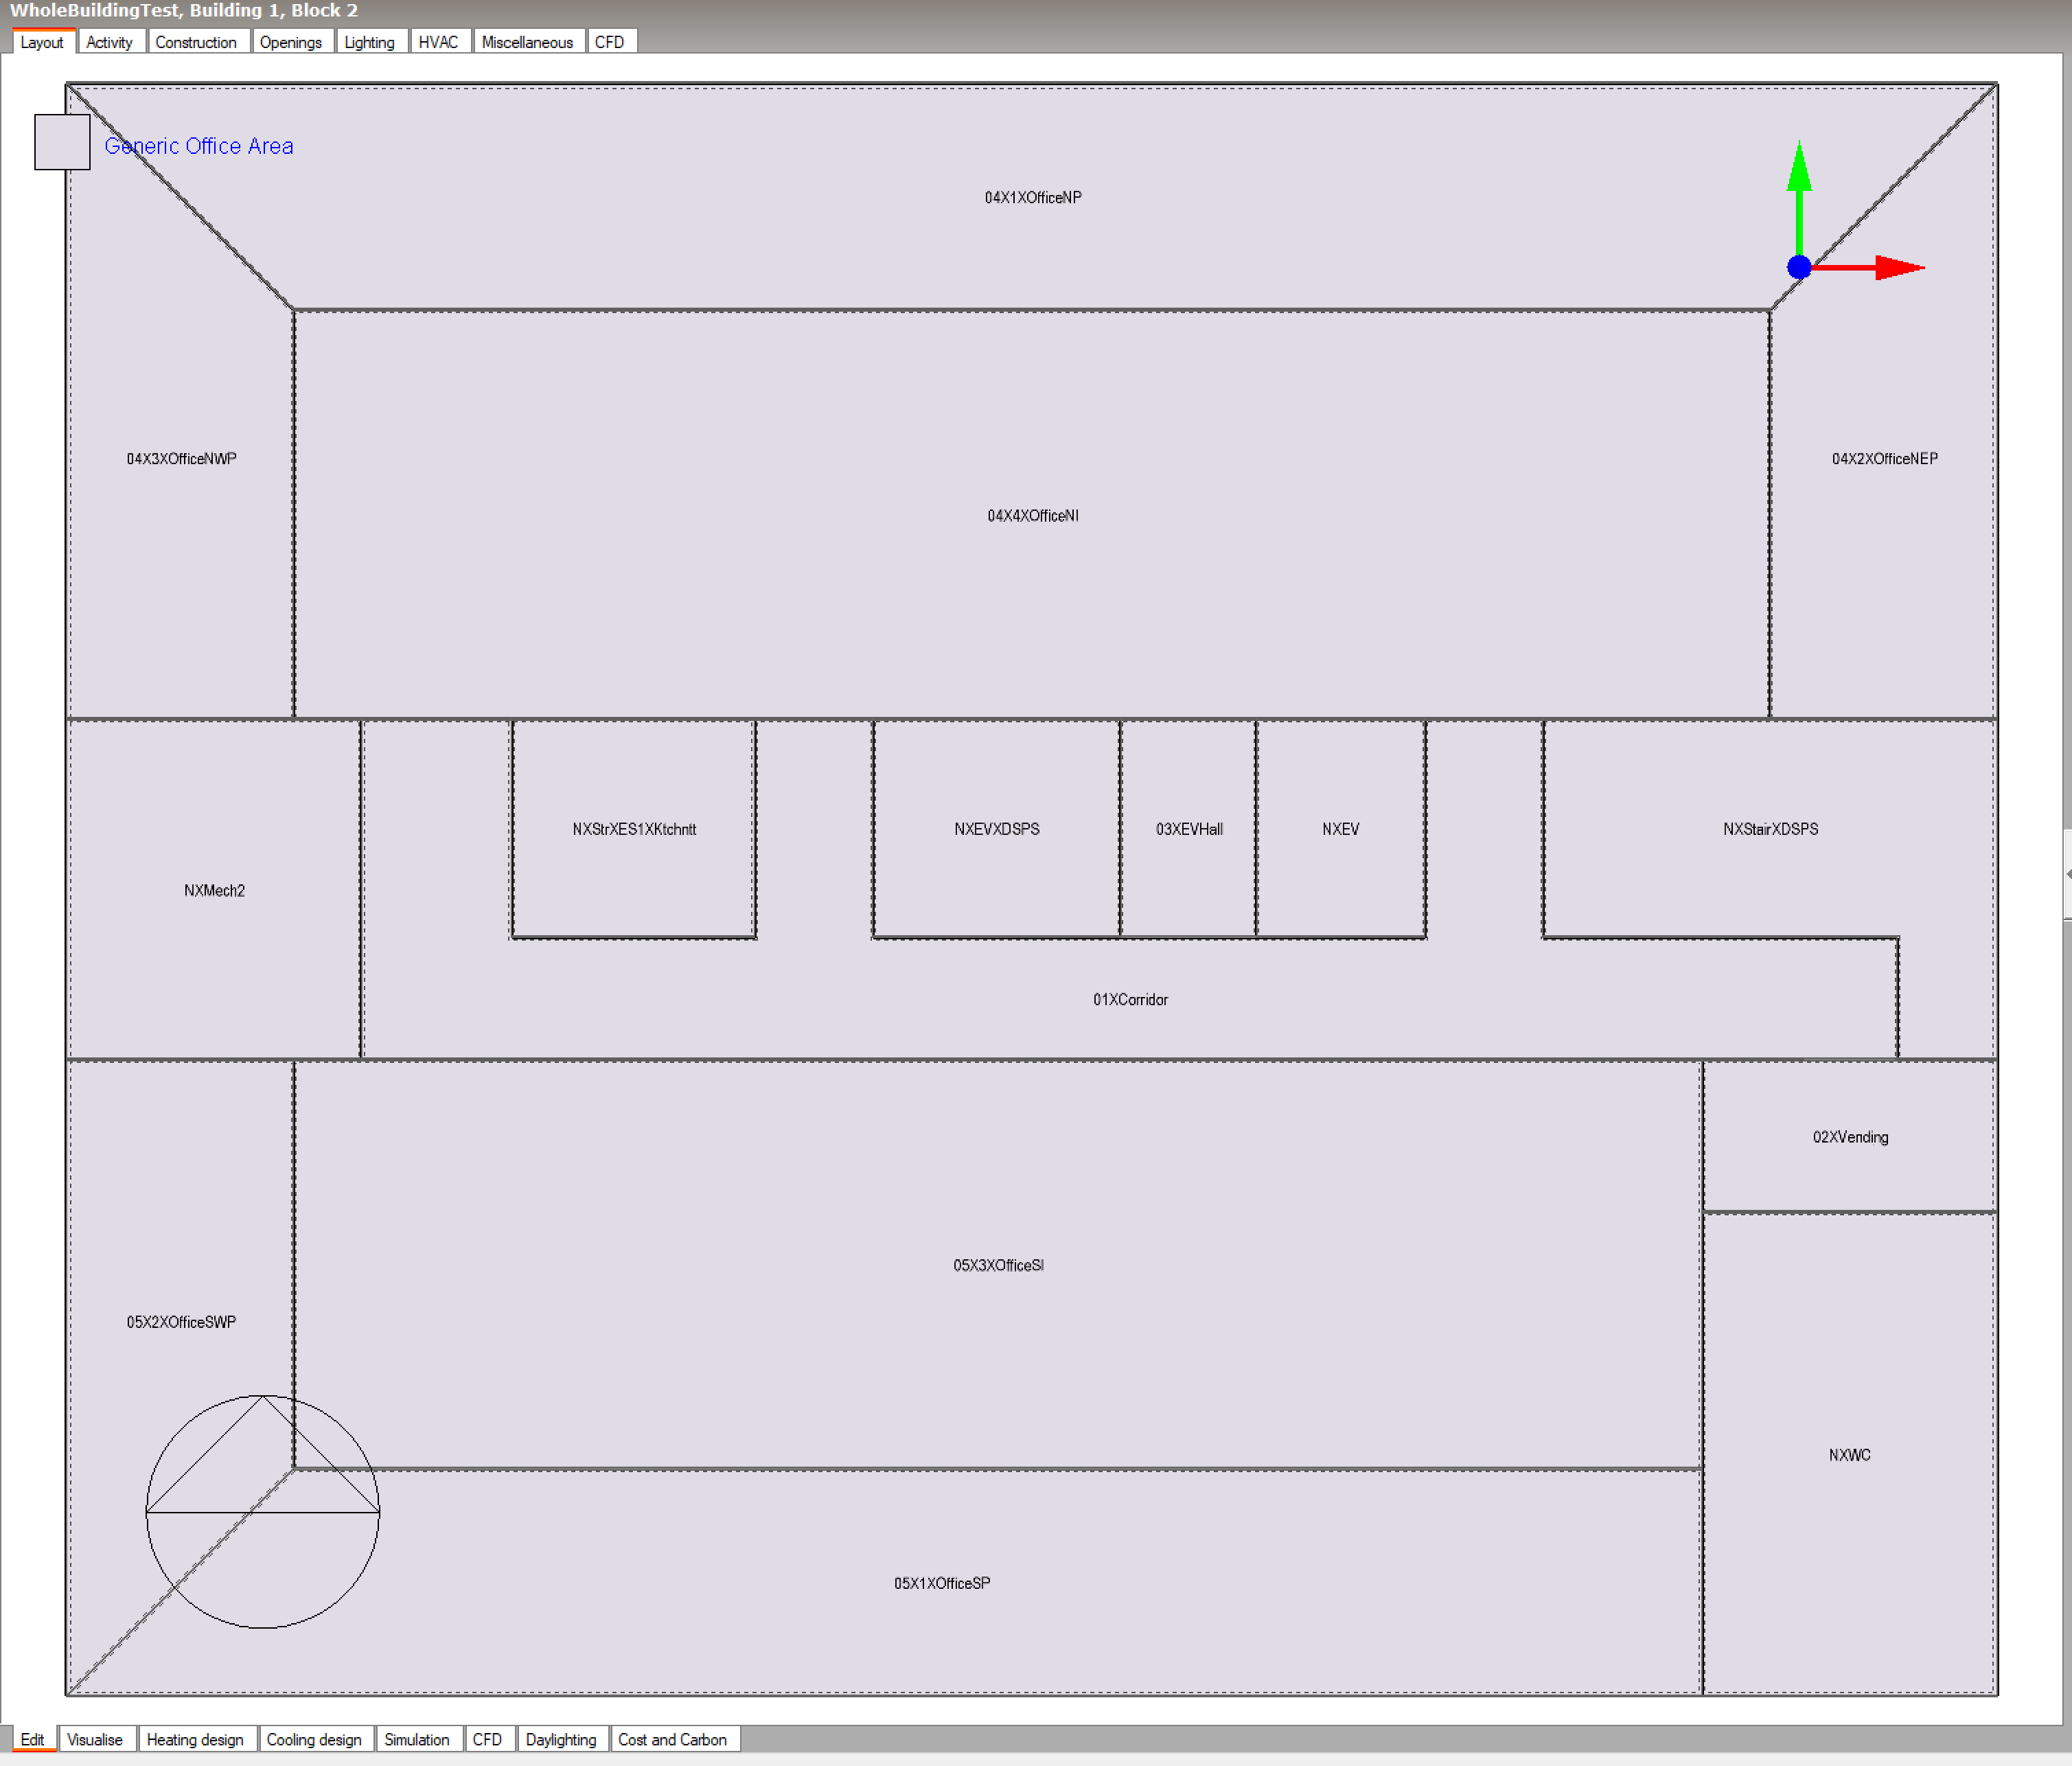 WholeBuildingTest, Building 1, Block 2
Layout Activity Construction Openings Lighting HVAC Miscellaneous CFD
Generic Office Area
04X1XOfficeNP
04X3XOfficeNWP
04X2XOfficeNEP
04X4XOfficeNI
NXStrXES1XKtchntt
NXEVXDSPS
03XEVHall
NXEV
NXStairXDSPS
NXMech2
01XCorridor
02XVending
05X3XOfficeSI
05X2XOfficeSWP
NXWC
05X1XOfficeSP
Edit Visualise Heating design Cooling design Simulation CFD Daylighting Cost and Carbon